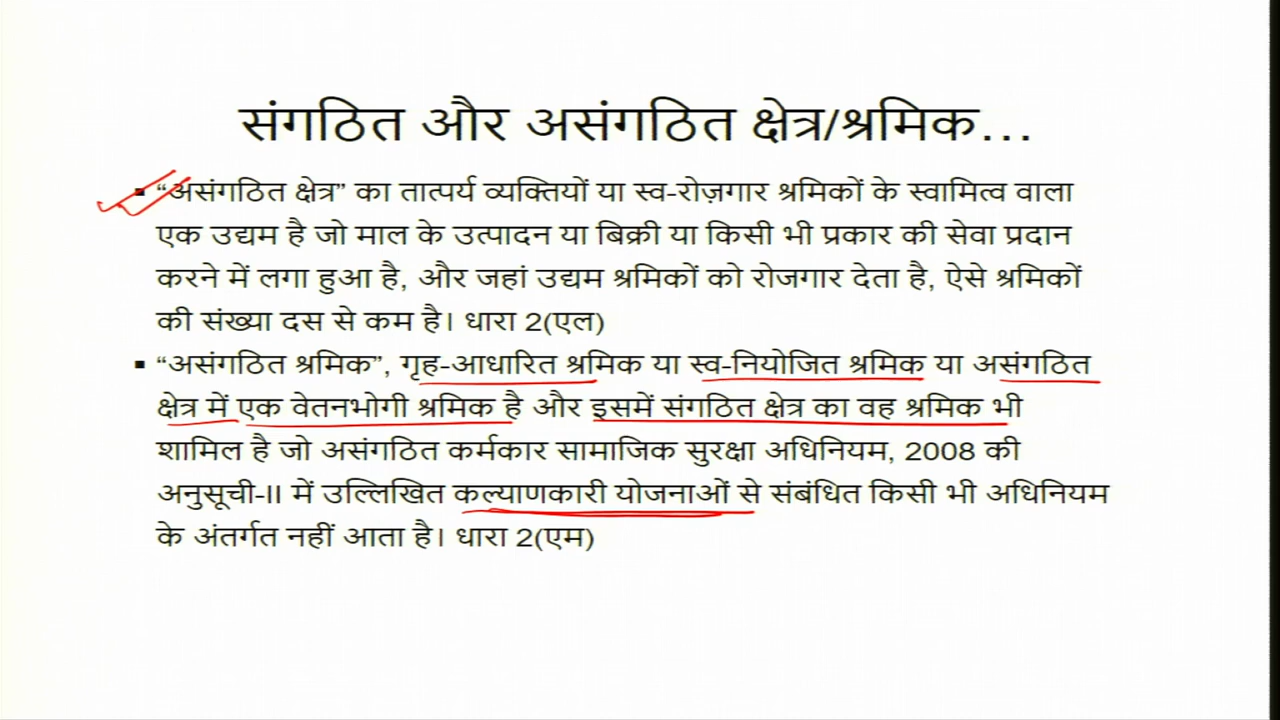 संगठित और असंगठित क्षेत्र/श्रमिक...
▪ “असंगठित क्षेत्र” का तात्पर्य व्यक्तियों या स्व-रोज़गार श्रमिकों के स्वामित्व वाला
एक उद्यम है जो माल के उत्पादन या बिक्री या किसी भी प्रकार की सेवा प्रदान
करने में लगा हुआ है, और जहां उद्यम श्रमिकों को रोजगार देता है, ऐसे श्रमिकों
की संख्या दस से कम है। धारा 2(एल)
▪ “असंगठित श्रमिक”, गृह-आधारित श्रमिक या स्व-नियोजित श्रमिक या असंगठित
क्षेत्र में एक वेतनभोगी श्रमिक है और इसमें संगठित क्षेत्र का वह श्रमिक भी
शामिल है जो असंगठित कर्मकार सामाजिक सुरक्षा अधिनियम, 2008 की
अनुसूची-II में उल्लिखित कल्याणकारी योजनाओं से संबंधित किसी भी अधिनियम
के अंतर्गत नहीं आता है। धारा 2(एम)